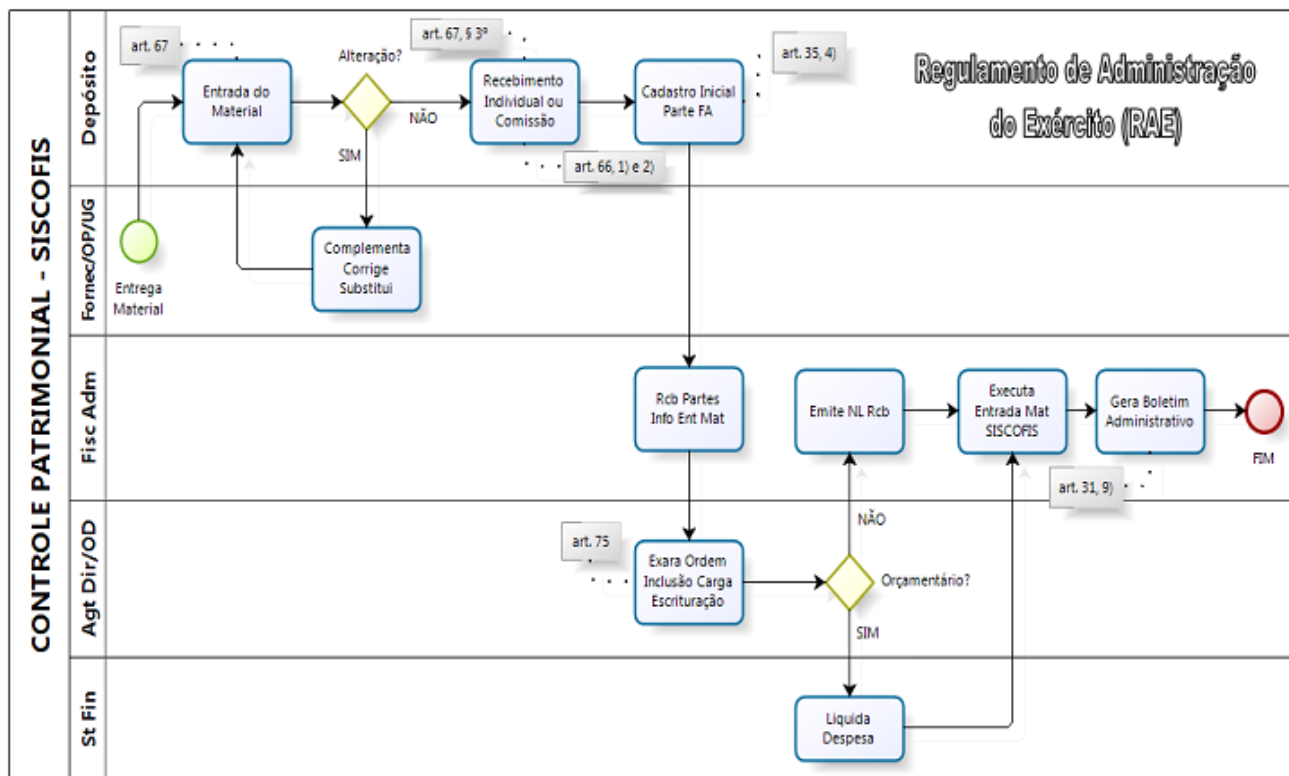 CONTROLE PATRIMONIAL - SISCOFIS
Depósito
art. 67
Entrada do
Material
Alteração?
NÃO
SIM
art. 67, § 3º
Recebimento
Individual ou
Comissão
art. 66, 1) e 2)
Cadastro Inicial
Parte FA
art. 35, 4)
Regulamento de Administração
do Exército (RAE)
Fornec/OP/UG
Entrega
Material
Complementa
Corrige
Substitui
Fisc Adm
Rcb Partes
Info Ent Mat
Emite NL Rcb
Executa
Entrada Mat
SISCOFIS
Gera Boletim
Administrativo
FIM
art. 31, 9)
Agt Dir/OD
art. 75
Exara Ordem
Inclusão Carga
Escrituração
NÃO
Orçamentário?
SIM
St Fin
Liquida
Despesa